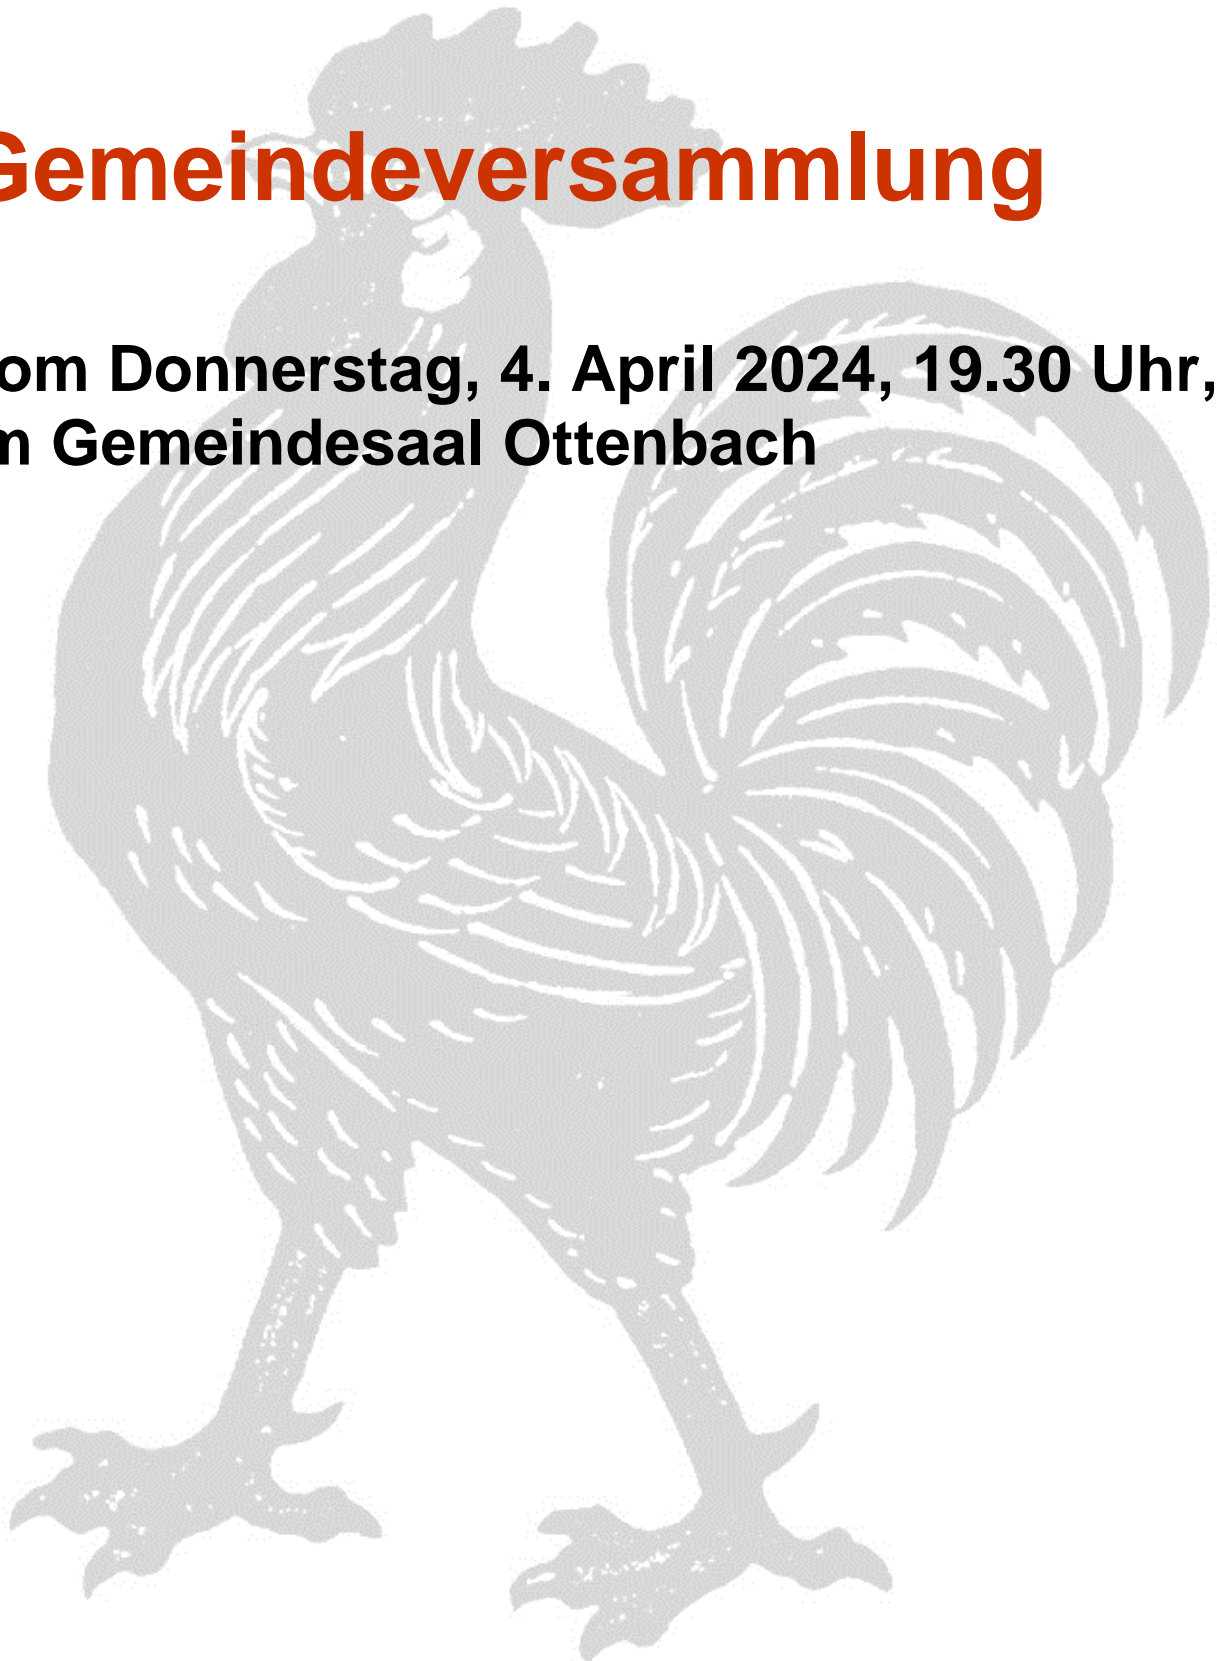 Gemeindeversammlung
om Donnerstag, 4. April 2024, 19.30 Uhr,
m Gemeindesaal Ottenbach